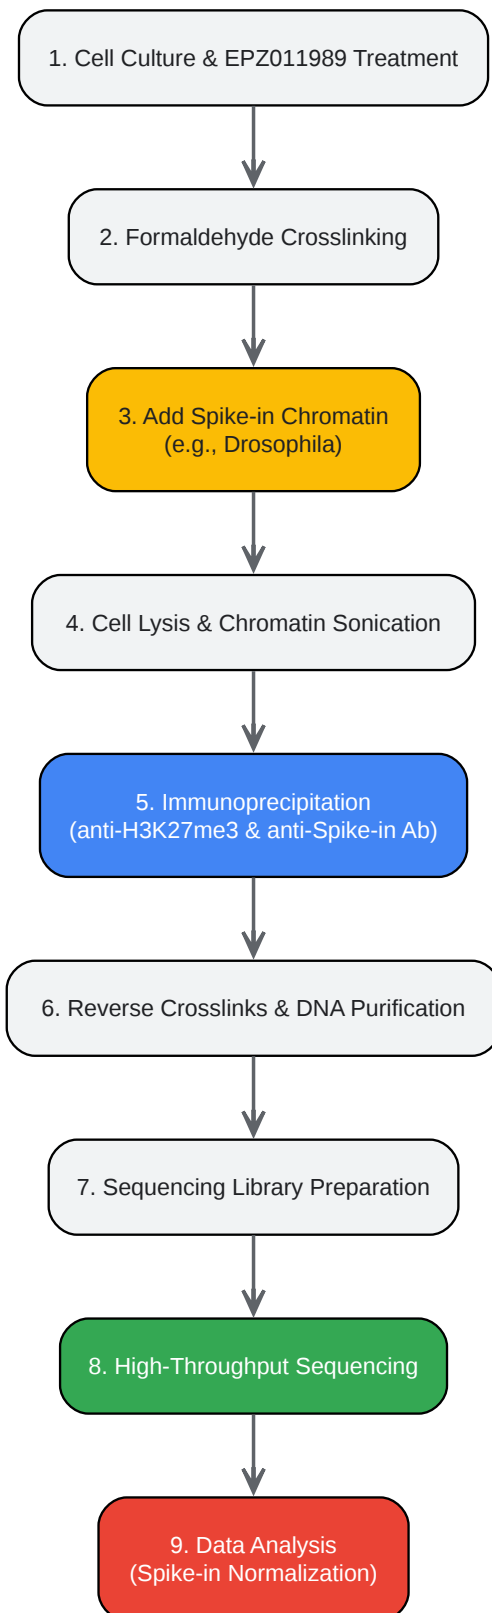 1. Cell Culture & EPZ011989 Treatment
2. Formaldehyde Crosslinking
3. Add Spike-in Chromatin
(e.g., Drosophila)
4. Cell Lysis & Chromatin Sonication
5. Immunoprecipitation
(anti-H3K27me3 & anti-Spike-in Ab)
6. Reverse Crosslinks & DNA Purification
7. Sequencing Library Preparation
8. High-Throughput Sequencing
9. Data Analysis
(Spike-in Normalization)